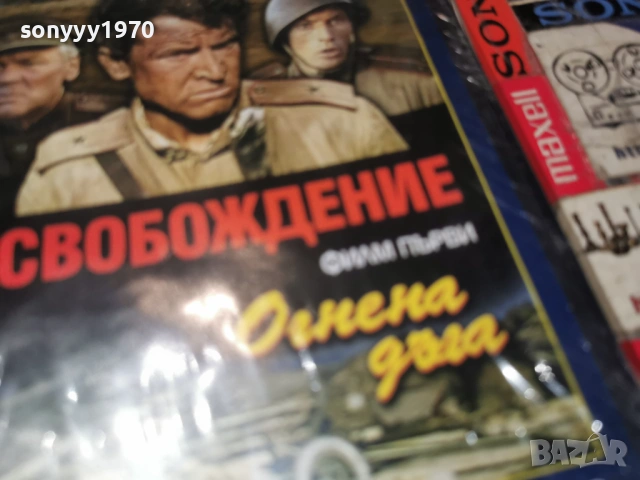 sonyyy1970
СВОБОЖДЕНИЕ
ФИЛМ ПЪРВИ
Огнена
дъга
SON
maxell
SON
BAZAR